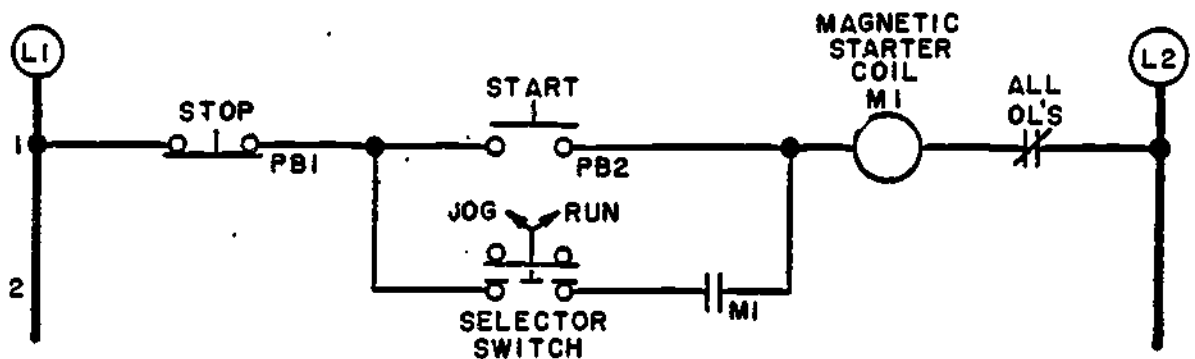 MAGNETIC
STARTER
COIL
M1
L1
L2
START
ALL
OL'S
STOP
1
PB1
PB2
JOG
RUN
2
M1
SELECTOR
SWITCH